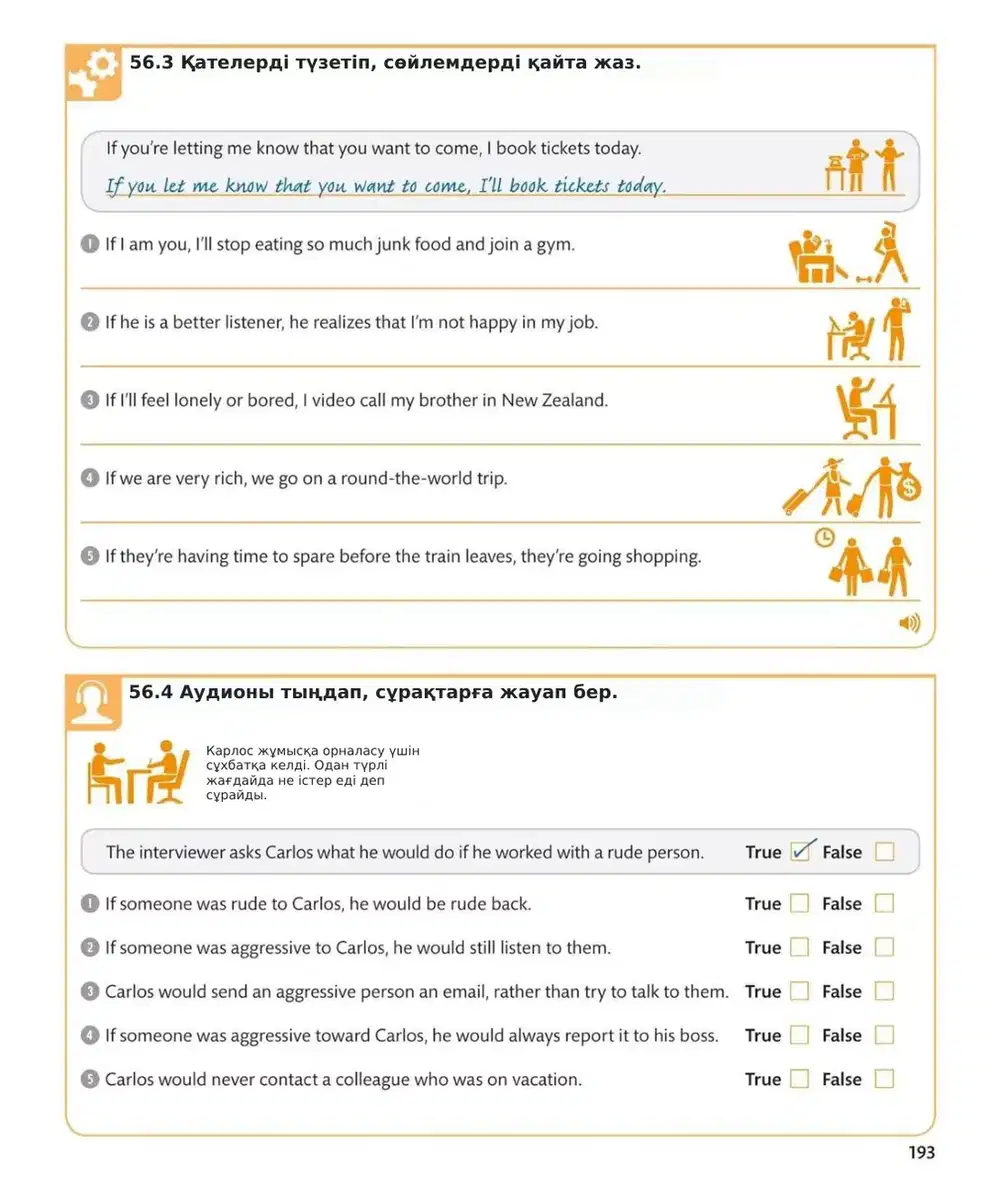 56.3 Қателерді түзетіп, сөйлемдерді қайта жаз.
If you're letting me know that you want to come, I book tickets today.
If you let me know that you want to come, I'll book tickets today.
1 If I am you, I'll stop eating so much junk food and join a gym.
2 If he is a better listener, he realizes that I'm not happy in my job.
3 If I'll feel lonely or bored, I video call my brother in New Zealand.
4 If we are very rich, we go on a round-the-world trip.
$
5 If they're having time to spare before the train leaves, they're going shopping.
56.4 Аудионы тыңдап, сұрақтарға жауап бер.
Карлос жұмысқа орналасу үшін
сұхбатқа келді. Одан түрлі
жағдайда не істер еді деп
сұрайды.
The interviewer asks Carlos what he would do if he worked with a rude person. True False
1 If someone was rude to Carlos, he would be rude back. True False
2 If someone was aggressive to Carlos, he would still listen to them. True False
3 Carlos would send an aggressive person an email, rather than try to talk to them. True False
4 If someone was aggressive toward Carlos, he would always report it to his boss. True False
5 Carlos would never contact a colleague who was on vacation. True False
193